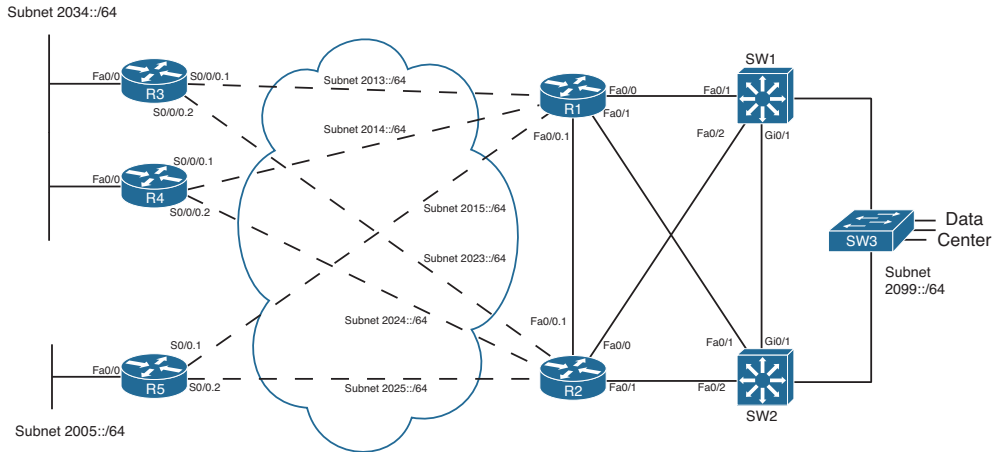 Subnet 2034::/64
Fa0/0
R3
S0/0/0.1
S0/0/0.2
Subnet 2013::/64
R1
Fa0/0
Fa0/1
Fa0/0.1
SW1
Fa0/1
Fa0/2
Gi0/1
Subnet 2014::/64
Fa0/0
R4
S0/0/0.1
S0/0/0.2
Subnet 2015::/64
SW3
Data
Center
Subnet
2099::/64
Subnet 2023::/64
Subnet 2024::/64
Fa0/0.1
Fa0/0
R2
Fa0/1
Fa0/1
Gi0/1
Fa0/2
SW2
Fa0/0
R5
S0/0.1
S0/0.2
Subnet 2025::/64
Subnet 2005::/64